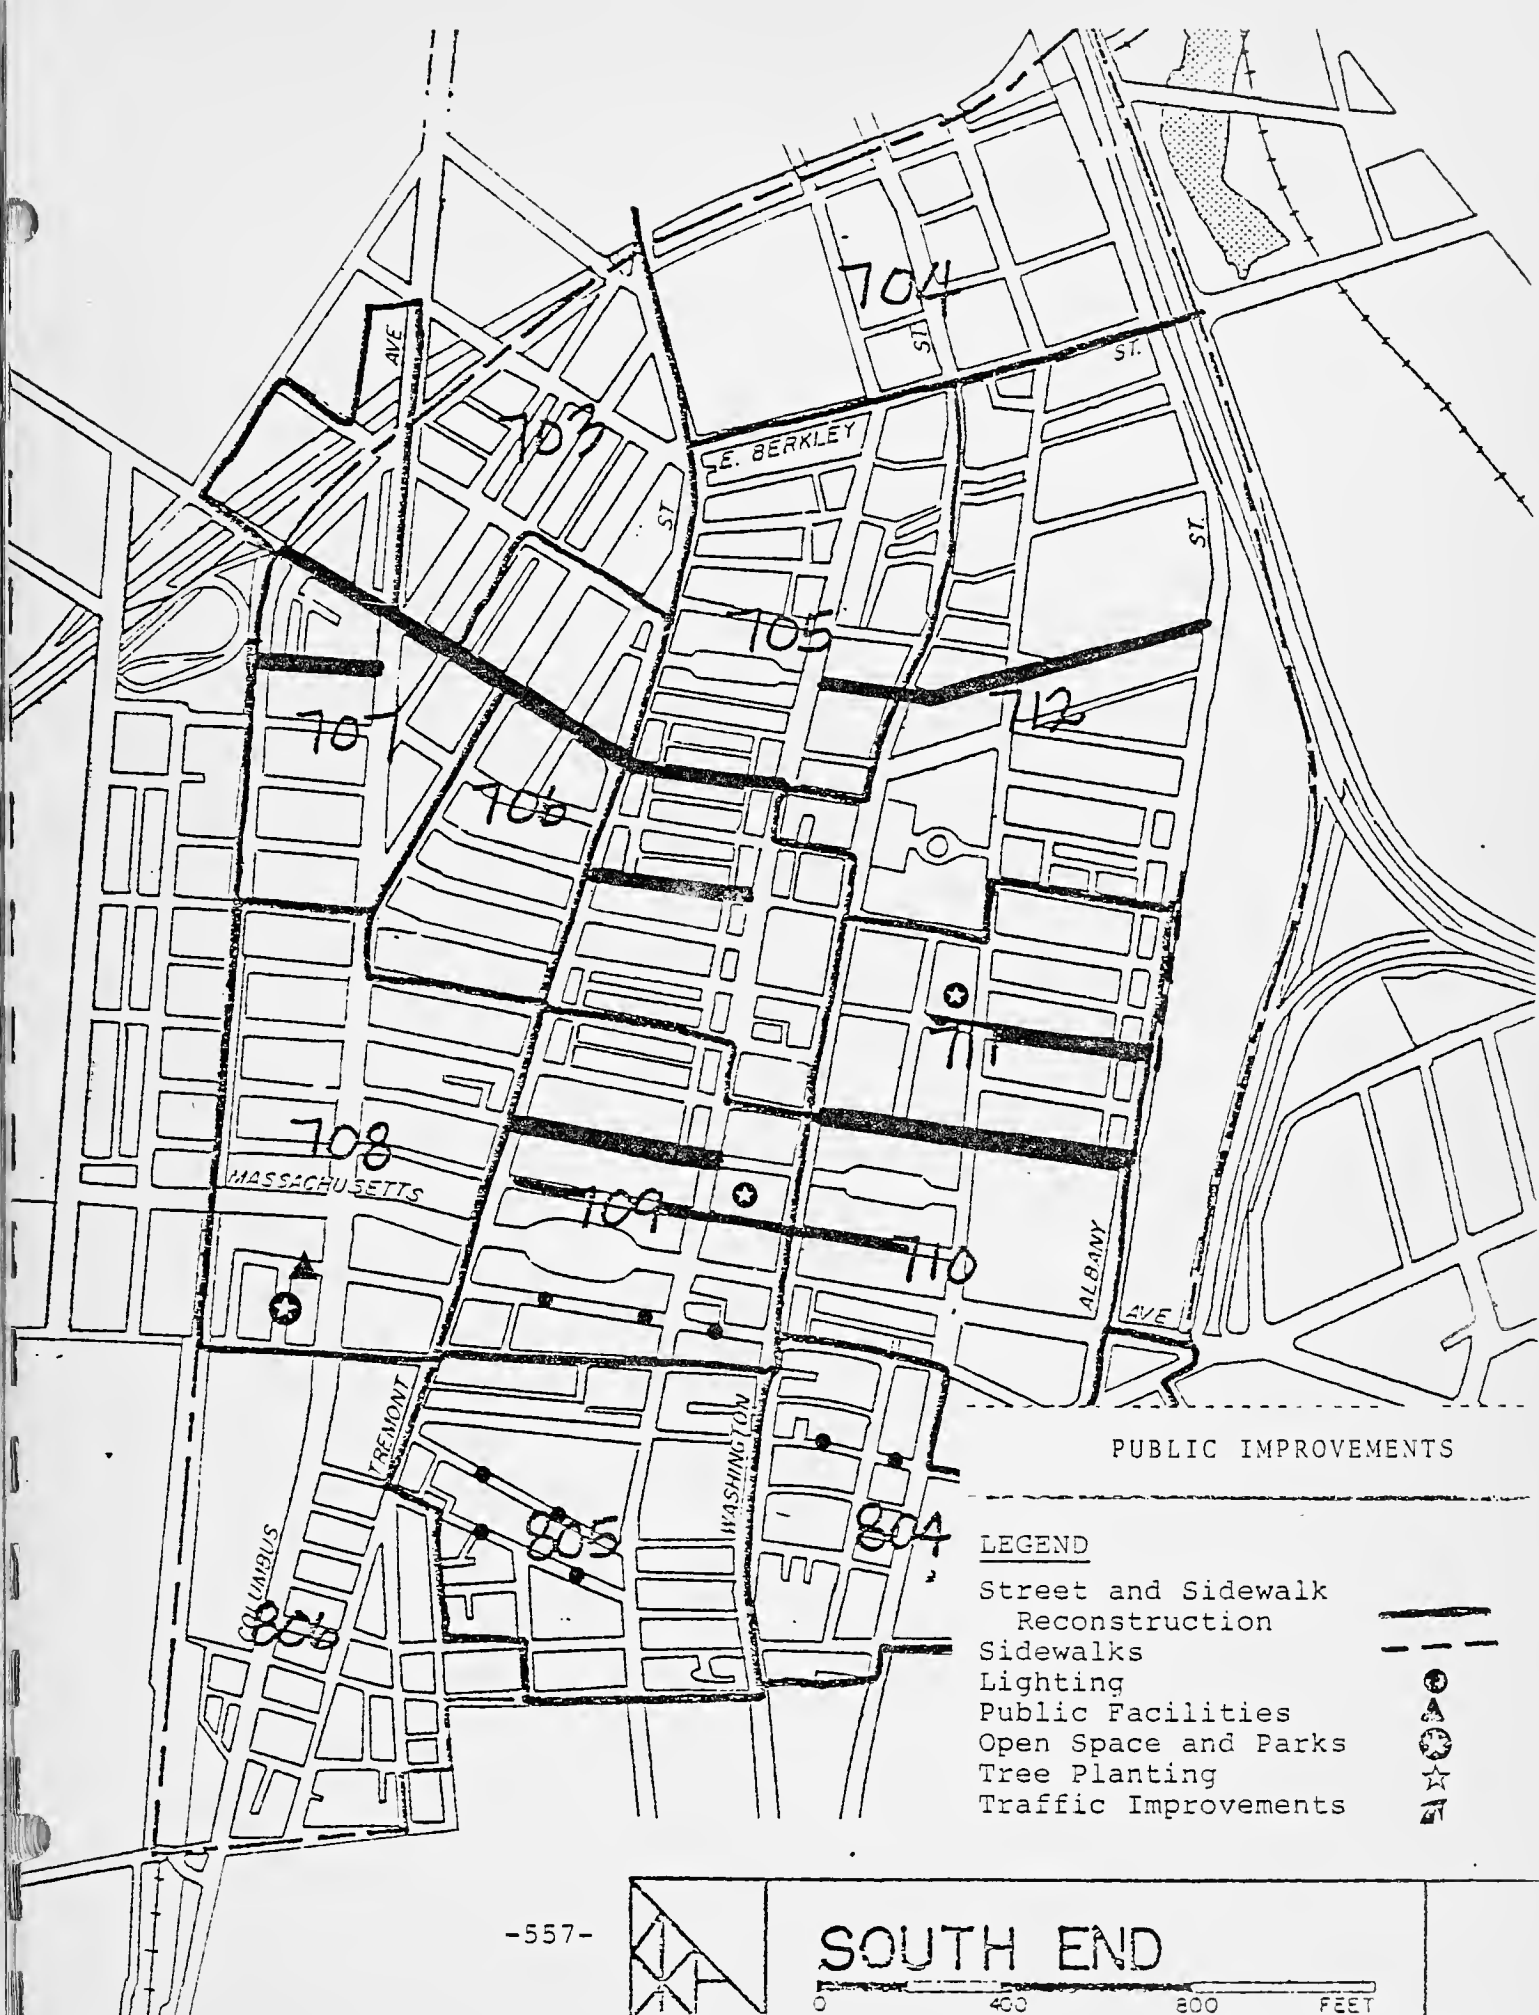 704
ST.
AVE
ST.
703
E. BERKLEY
ST
ST.
705
712
707
706
711
708
MASSACHUSETTS
709
710
ALBANY
AVE
TREMONT
WASHINGTON
PUBLIC IMPROVEMENTS
804
805
LEGEND
COLUMBUS
Street and Sidewalk
Reconstruction
806
Sidewalks
Lighting
Public Facilities
Open Space and Parks
Tree Planting
Traffic Improvements
-557-
SOUTH END
0 400 800 FEET